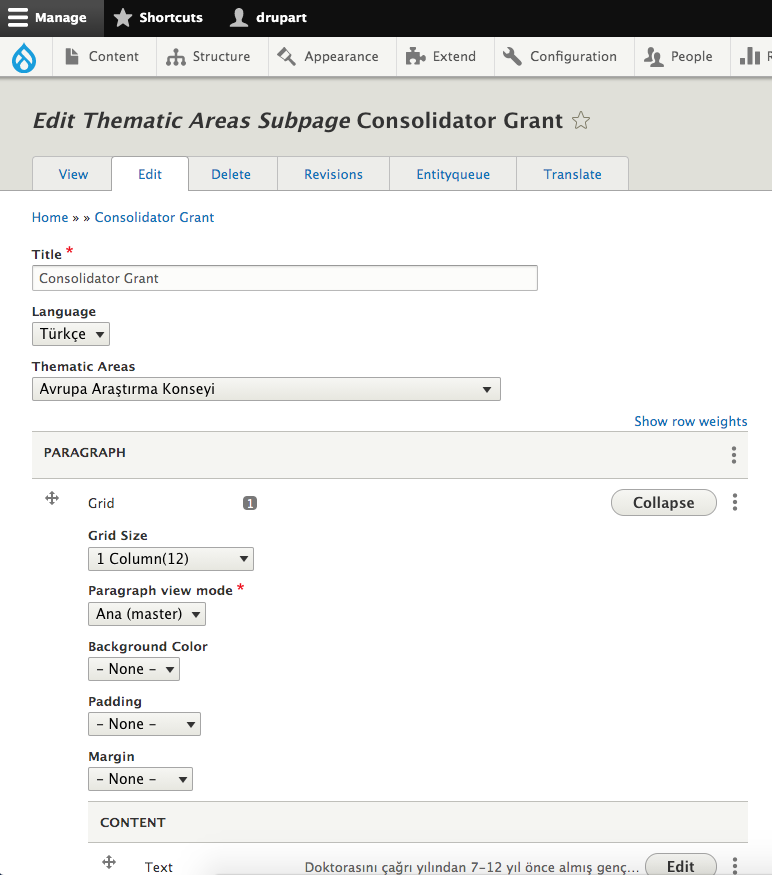 Manage Shortcuts drupart
Content Structure Appearance Extend Configuration People
Edit Thematic Areas Subpage Consolidator Grant
View Edit Delete Revisions Entityqueue Translate
Home » » Consolidator Grant
Title *
Consolidator Grant
Language
Türkçe
Thematic Areas
Avrupa Araştırma Konseyi
Show row weights
PARAGRAPH
Grid 1 Collapse
Grid Size
1 Column(12)
Paragraph view mode *
Ana (master)
Background Color
- None -
Padding
- None -
Margin
- None -
CONTENT
Text Doktorasını çağrı yılından 7-12 yıl önce almış genç... Edit